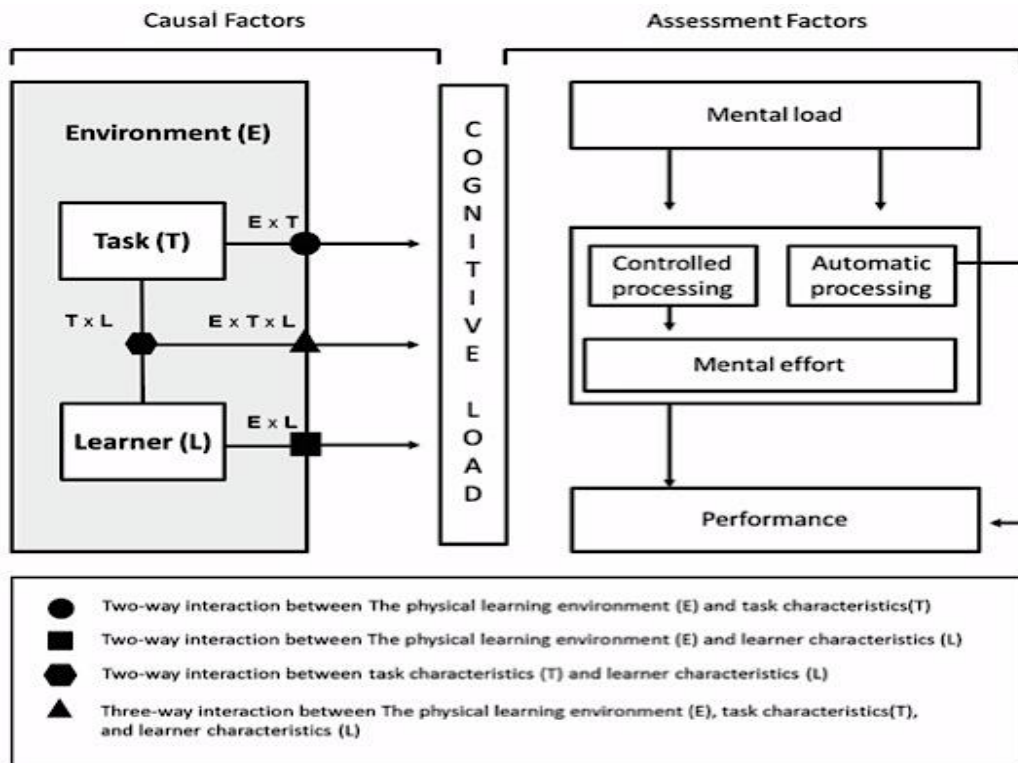 Causal Factors
Assessment Factors
Environment (E)
Task (T)
E x T
T x L
E x T x L
Learner (L)
E x L
COGNITIVE LOAD
Mental load
Controlled
processing
Automatic
processing
Mental effort
Performance
Two-way interaction between The physical learning environment (E) and task characteristics(T)
Two-way interaction between The physical learning environment (E) and learner characteristics (L)
Two-way interaction between task characteristics (T) and learner characteristics (L)
Three-way interaction between The physical learning environment (E), task characteristics(T),
and learner characteristics (L)